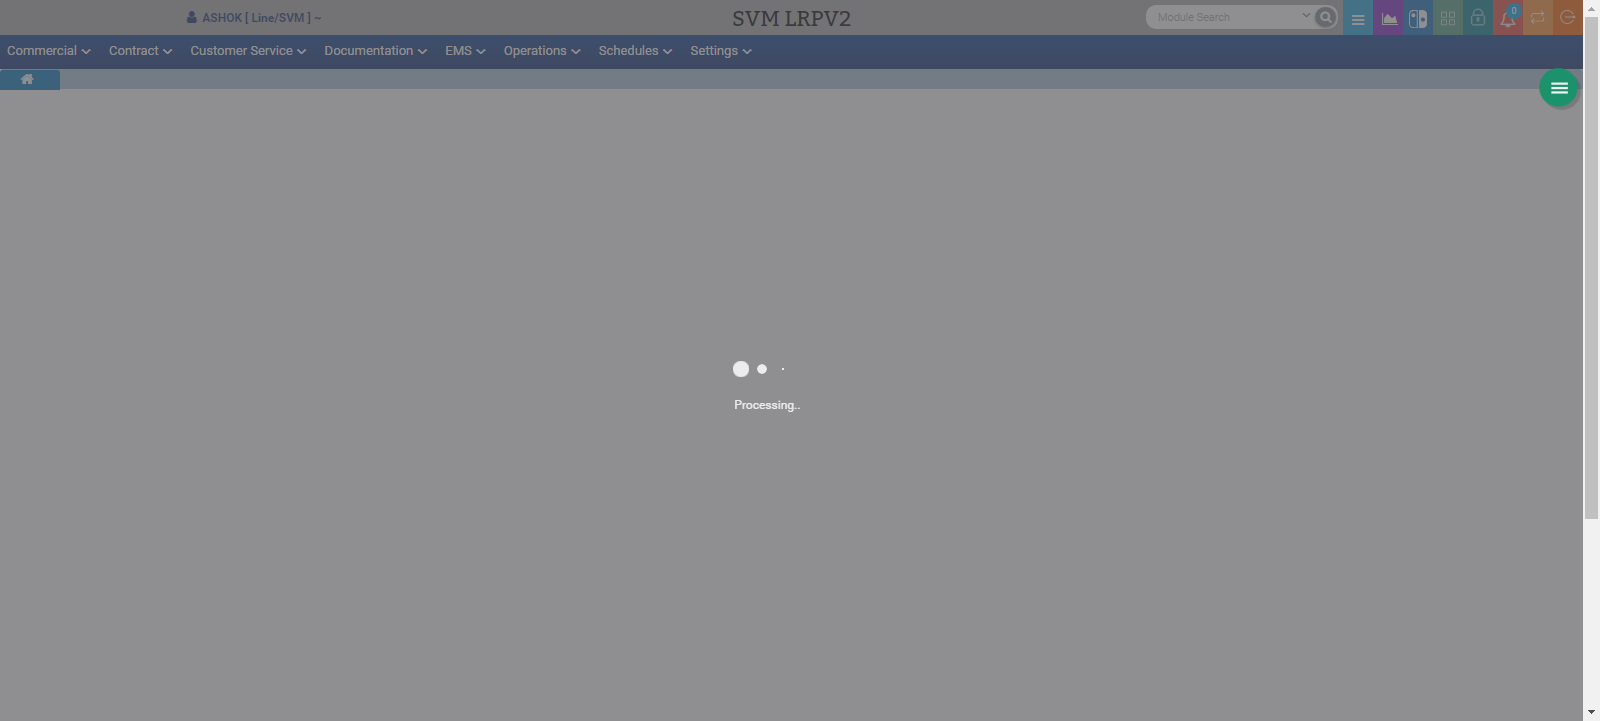 ASHOK [ Line/SVM ] ~
SVM LRPV2
Module Search
0
Commercial Contract Customer Service Documentation EMS Operations Schedules Settings
Processing..